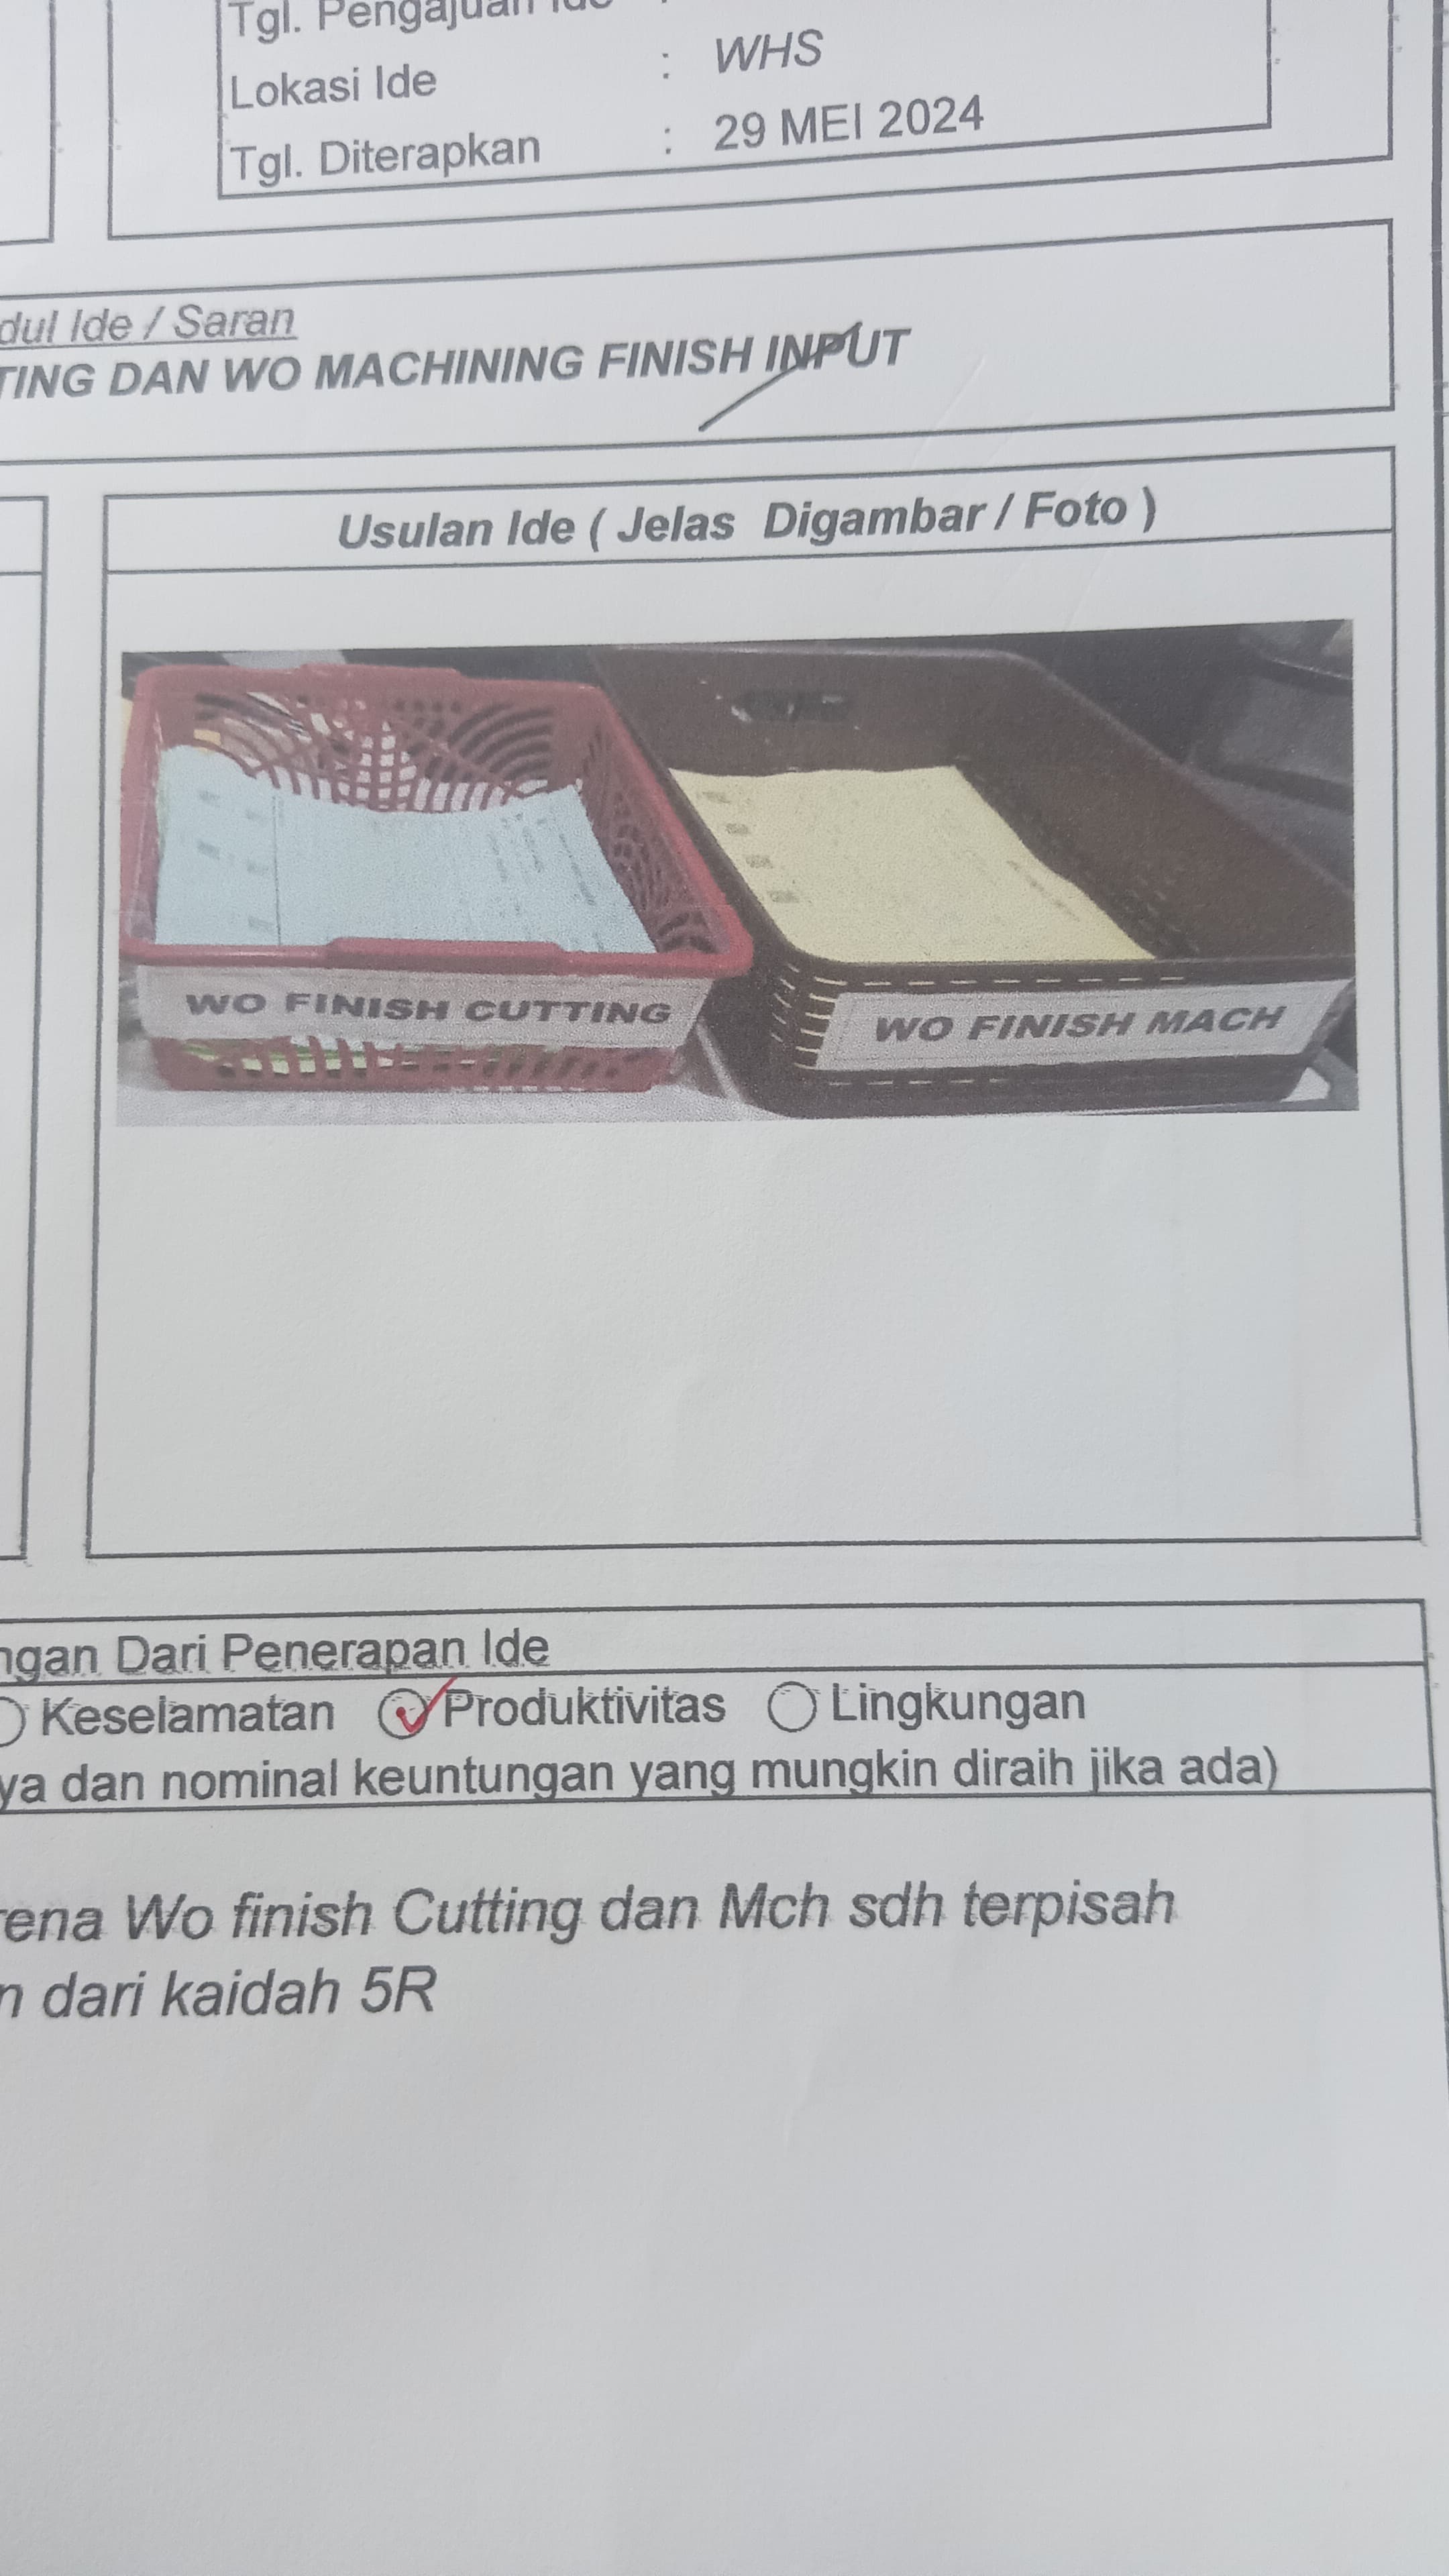 Tgl. Pengajuan Ide
Lokasi Ide : WHS
Tgl. Diterapkan : 29 MEI 2024
dul Ide / Saran
TING DAN WO MACHINING FINISH INPUT
Usulan Ide ( Jelas Digambar / Foto )
WO FINISH CUTTING
WO FINISH MACH
ngan Dari Penerapan Ide
Keselamatan Produktivitas Lingkungan
ya dan nominal keuntungan yang mungkin diraih jika ada)
rena Wo finish Cutting dan Mch sdh terpisah
n dari kaidah 5R